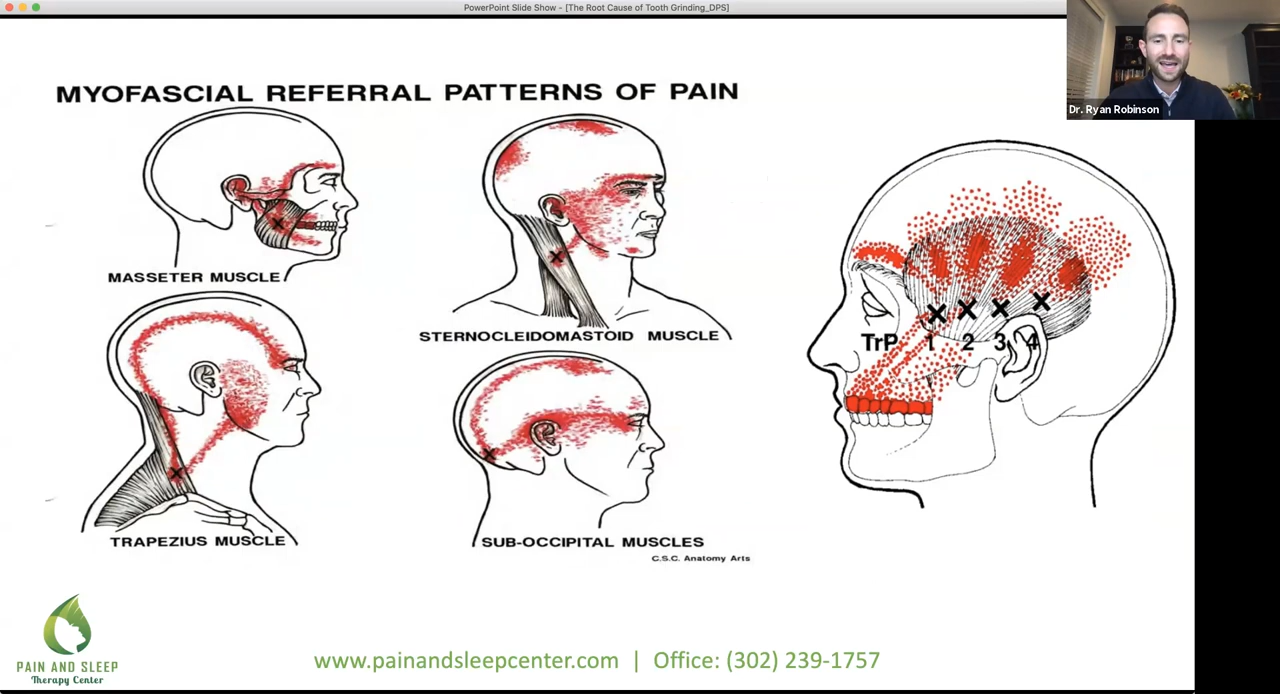 PowerPoint Slide Show - [The Root Cause of Tooth Grinding_DPS]
Dr. Ryan Robinson
MYOFASCIAL REFERRAL PATTERNS OF PAIN
MASSETER MUSCLE
STERNOCLEIDOMASTOID MUSCLE
TRAPEZIUS MUSCLE
SUB-OCCIPITAL MUSCLES
C.S.C. Anatomy Arts
TrP 1 2 3 4
PAIN AND SLEEP
Therapy Center
www.painandsleepcenter.com | Office: (302) 239-1757